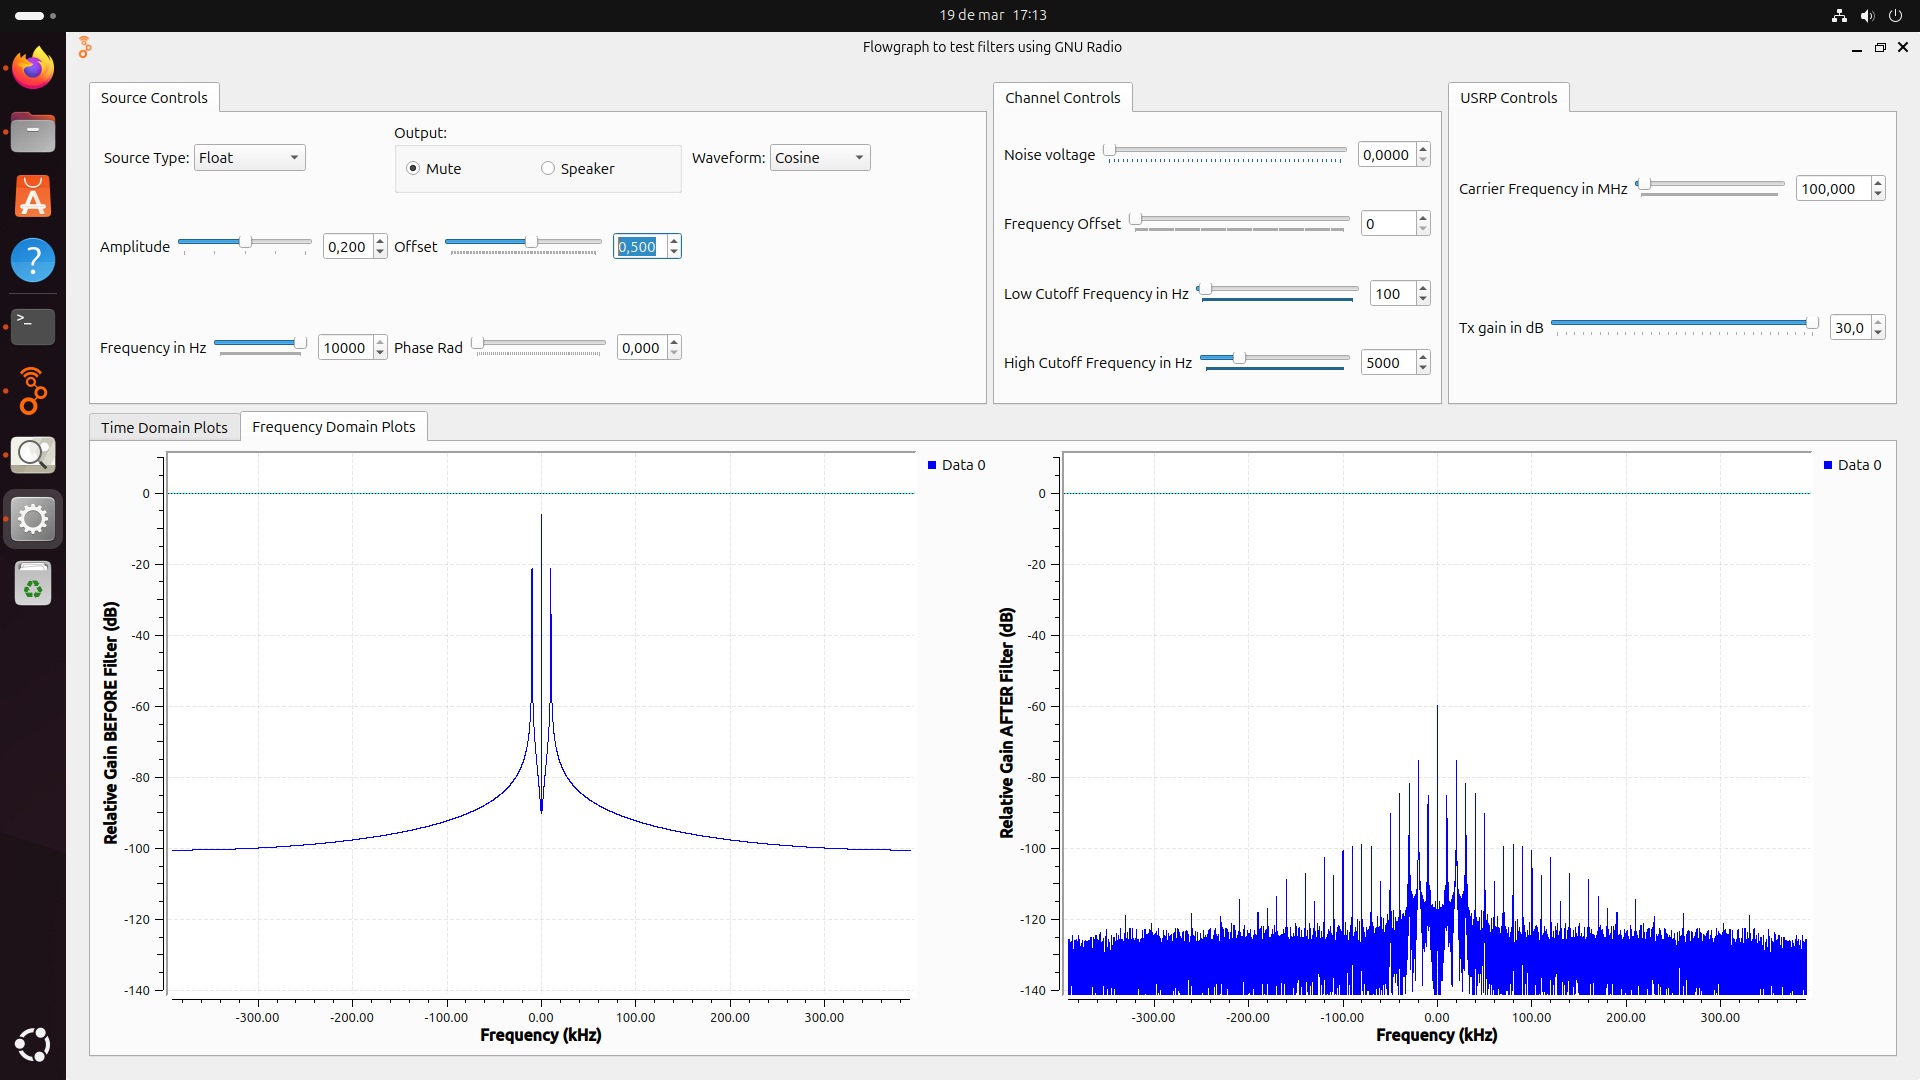 19 de mar 17:13
Flowgraph to test filters using GNU Radio
Source Controls
Channel Controls
USRP Controls
Output:
Source Type: Float
Mute
Speaker
Waveform: Cosine
Noise voltage 0,0000
Carrier Frequency in MHz 100,000
Frequency Offset 0
Amplitude 0,200
Offset 0,500
Low Cutoff Frequency in Hz 100
Tx gain in dB 30,0
Frequency in Hz 10000
Phase Rad 0,000
High Cutoff Frequency in Hz 5000
Time Domain Plots
Frequency Domain Plots
Data 0
0
-20
-40
-60
-80
-100
-120
-140
Relative Gain BEFORE Filter (dB)
-300.00 -200.00 -100.00 0.00 100.00 200.00 300.00
Frequency (kHz)
Data 0
0
-20
-40
-60
-80
-100
-120
-140
Relative Gain AFTER Filter (dB)
-300.00 -200.00 -100.00 0.00 100.00 200.00 300.00
Frequency (kHz)